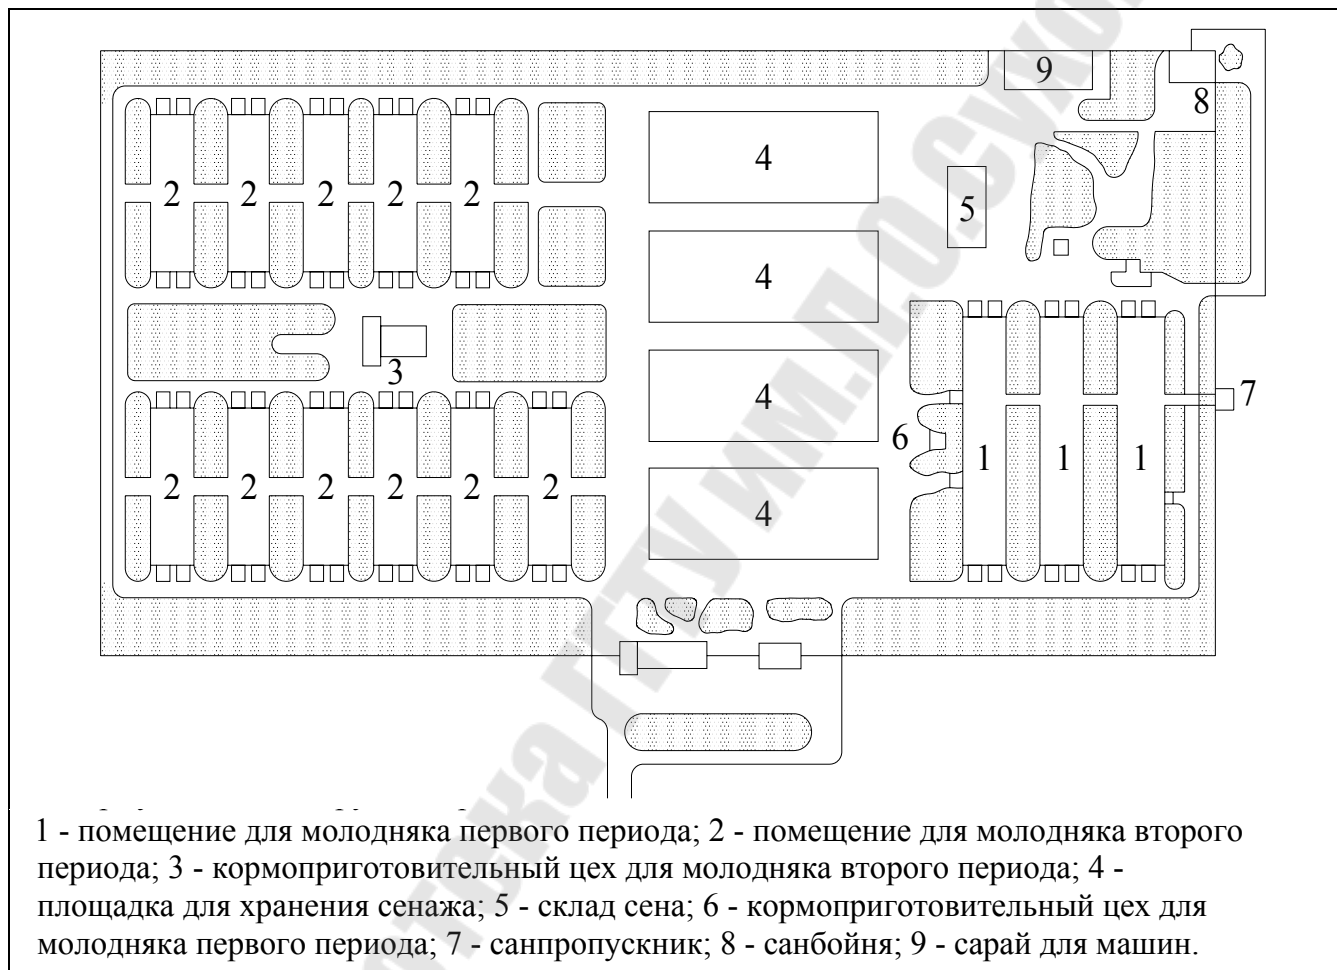 9
8
4
2 2 2 2 2
5
4
3
7
4
6
1 1 1
2 2 2 2 2 2
4
1 - помещение для молодняка первого периода; 2 - помещение для молодняка второго
периода; 3 - кормоприготовительный цех для молодняка второго периода; 4 -
площадка для хранения сенажа; 5 - склад сена; 6 - кормоприготовительный цех для
молодняка первого периода; 7 - санпропускник; 8 - санбойня; 9 - сарай для машин.
ГГТУ им.П.О.Сухо